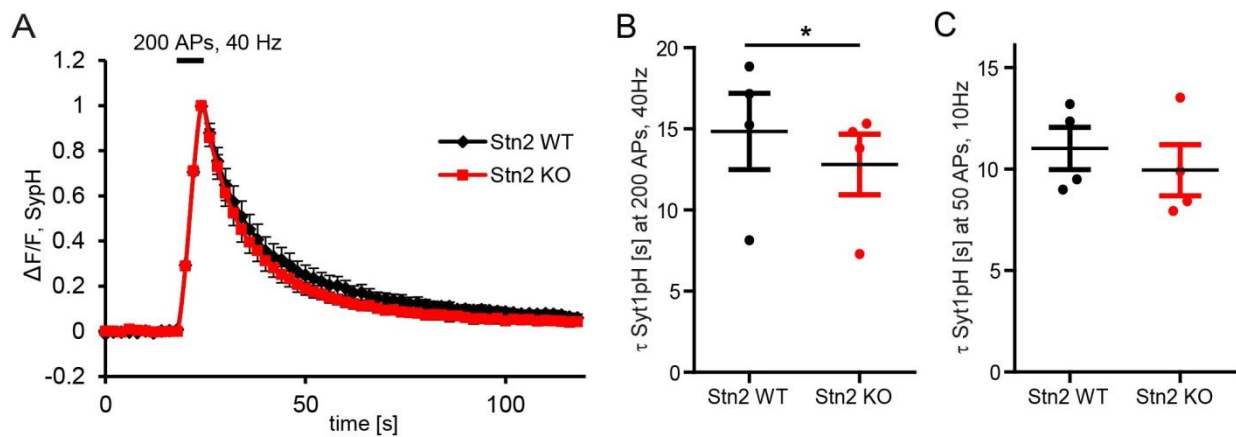 A
200 APs, 40 Hz
ΔF/F, SypH
1.2
1
0.8
0.6
0.4
0.2
0
-0.2
0
50
100
time [s]
Stn2 WT
Stn2 KO
B
*
τ Syt1pH [s] at 200 APs, 40Hz
20
15
10
5
0
Stn2 WT
Stn2 KO
C
τ Syt1pH [s] at 50 APs, 10Hz
15
10
5
0
Stn2 WT
Stn2 KO